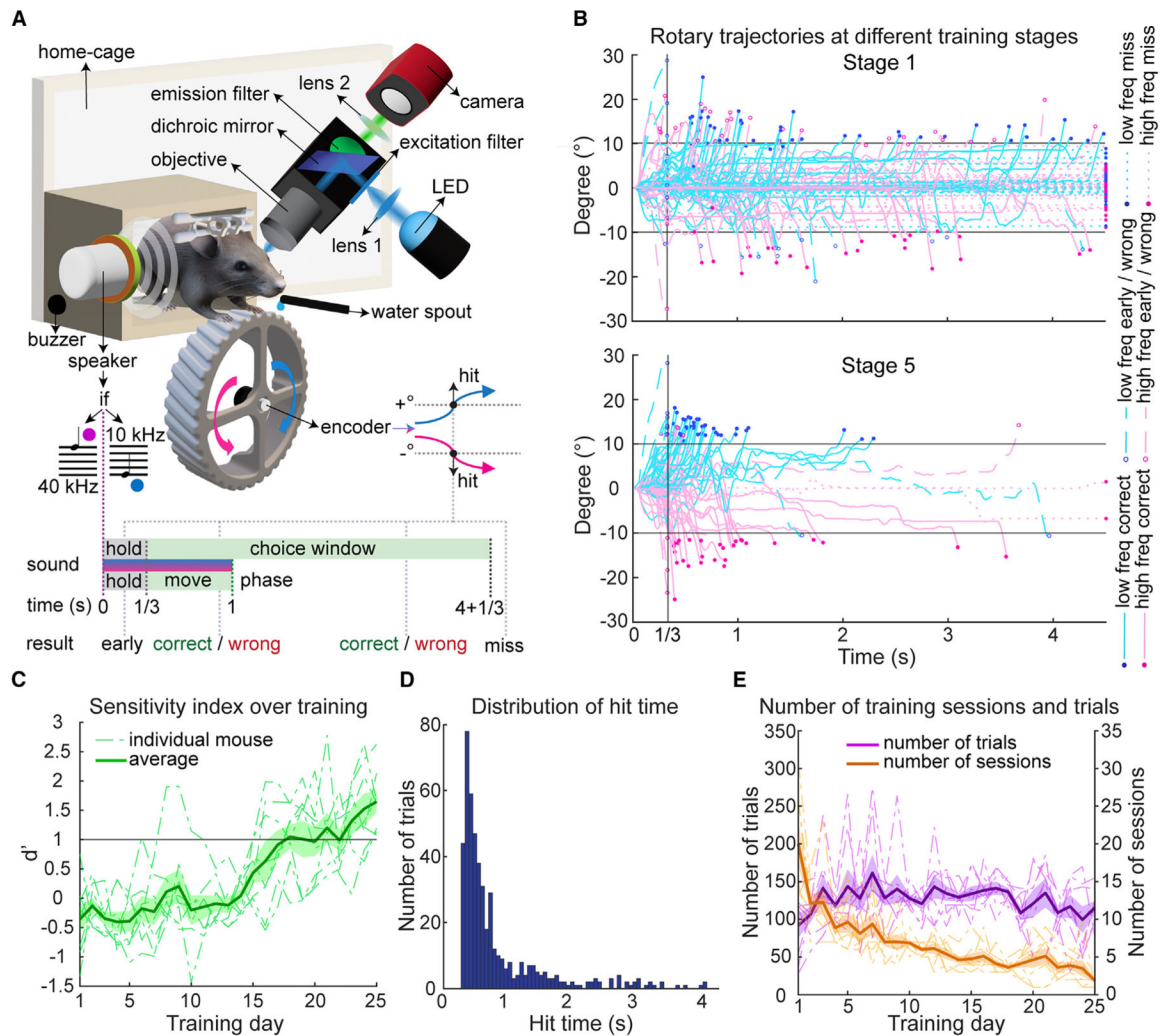 A
home-cage
lens 2
emission filter
camera
dichroic mirror
excitation filter
objective
LED
lens 1
water spout
buzzer
speaker
if
10 kHz
40 kHz
encoder
hit
+°
-°
hit
hold
choice window
sound
hold
move
phase
time (s)
0
1/3
1
4+1/3
result
early
correct / wrong
correct / wrong
miss
B
Rotary trajectories at different training stages
Stage 1
Degree (°)
30
20
10
0
-10
-20
-30
Stage 5
Degree (°)
30
20
10
0
-10
-20
-30
0
1/3
1
2
3
4
Time (s)
low freq miss
high freq miss
low freq early / wrong
high freq early / wrong
low freq correct
high freq correct
C
Sensitivity index over training
individual mouse
average
d'
3
2.5
2
1.5
1
0.5
0
-0.5
-1
-1.5
1
5
10
15
20
25
Training day
D
Distribution of hit time
Number of trials
80
60
40
20
0
0
1
2
3
4
Hit time (s)
E
Number of training sessions and trials
number of trials
number of sessions
Number of trials
350
300
250
200
150
100
50
0
Number of sessions
35
30
25
20
15
10
5
0
1
5
10
15
20
25
Training day